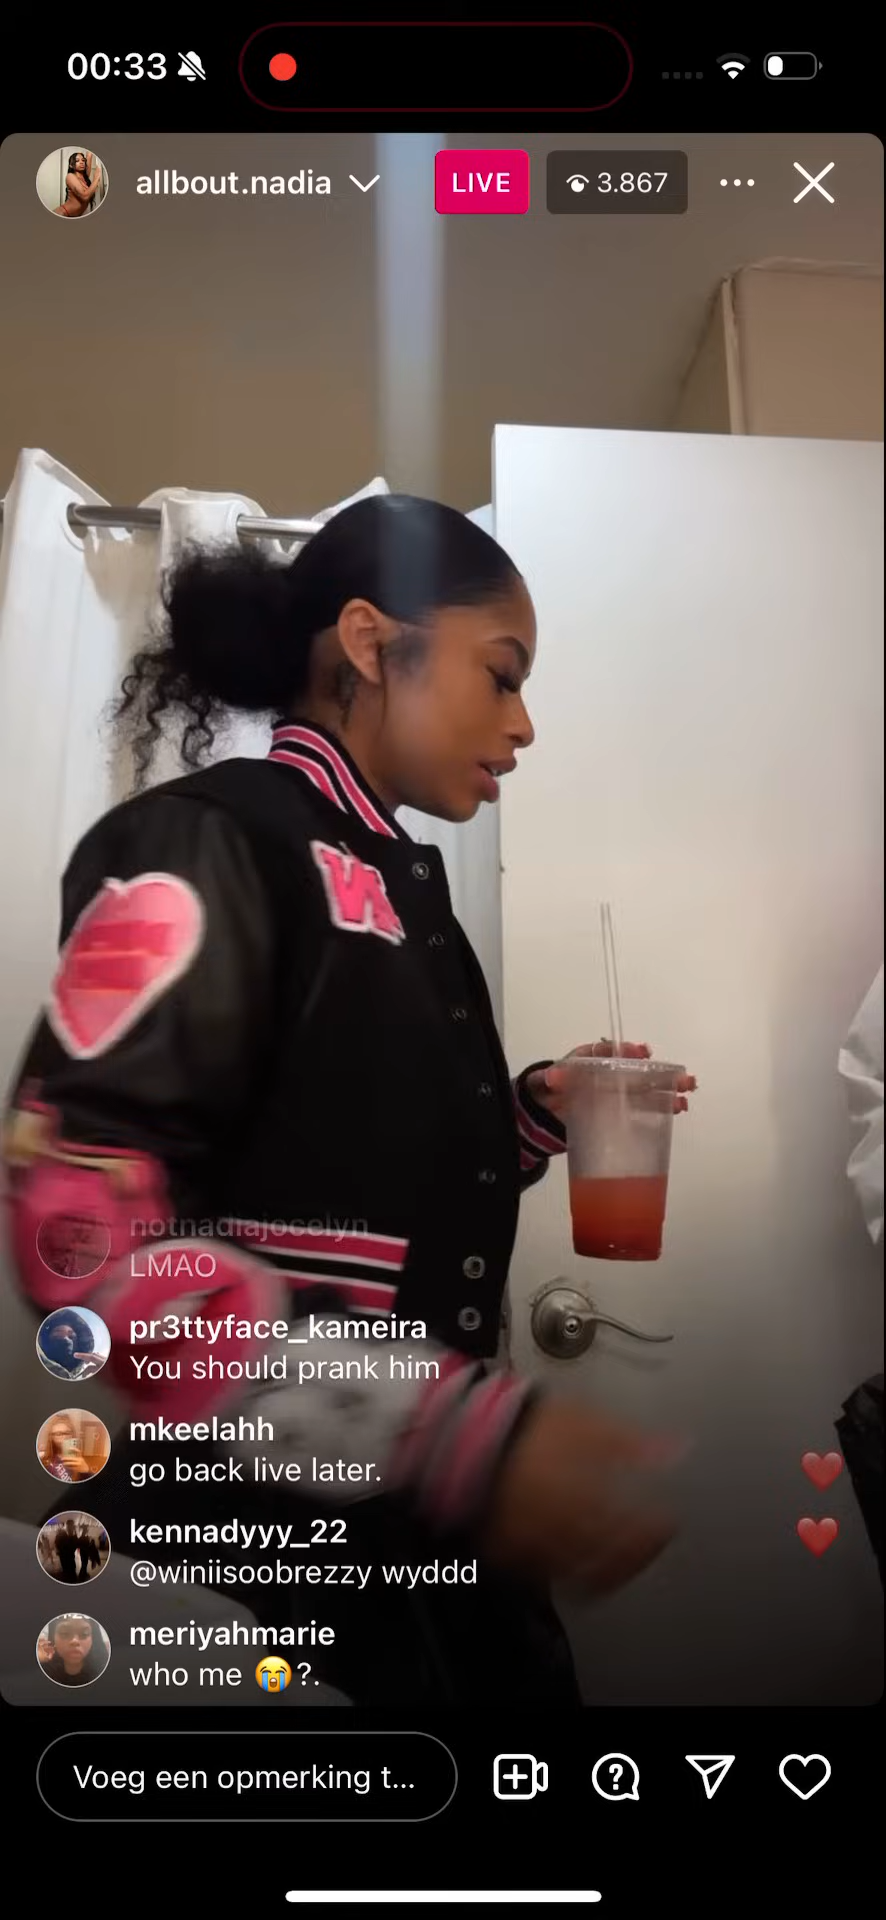 00:33
allbout.nadia
LIVE
3.867
notnadiajocelyn
LMAO
pr3ttyface_kameira
You should prank him
mkeelahh
go back live later.
kennadyyy_22
@winiisoobrezzy wyddd
meriyahmarie
who me 😭?.
Voeg een opmerking t...